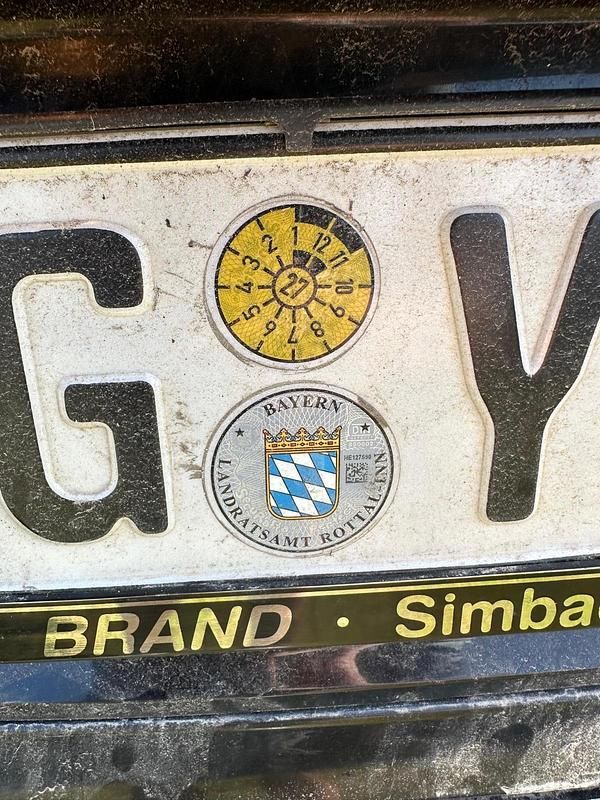 G Y
1 12 11 10 9 8 7 6 5 4 3 2
27
BAYERN
D
HE127590
LANDRATSAMT ROTTAL-INN
BRAND · Simba